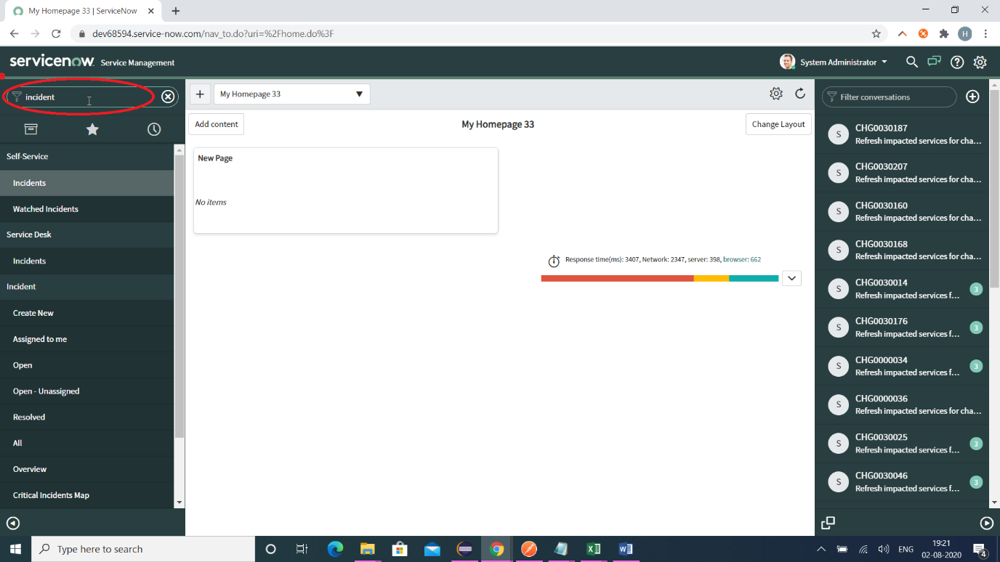 My Homepage 33 | ServiceNow
dev68594.service-now.com/nav_to.do?uri=%2Fhome.do%3F
H
servicenow. Service Management
System Administrator
incident
My Homepage 33
Filter conversations
Add content
My Homepage 33
Change Layout
Self-Service
Incidents
Watched Incidents
Service Desk
Incidents
Incident
Create New
Assigned to me
Open
Open - Unassigned
Resolved
All
Overview
Critical Incidents Map
New Page
No items
Response time(ms): 3407, Network: 2347, server: 398, browser: 662
S
CHG0030187
Refresh impacted services for cha...
S
CHG0030207
Refresh impacted services for cha...
S
CHG0030160
Refresh impacted services for cha...
S
CHG0030168
Refresh impacted services for cha...
S
CHG0030014
Refresh impacted services f...
3
S
CHG0030176
Refresh impacted services f...
3
S
CHG0000034
Refresh impacted services f...
3
S
CHG0000036
Refresh impacted services for cha...
S
CHG0030025
Refresh impacted services f...
3
S
CHG0030046
Refresh impacted services f...
3
Type here to search
ENG
19:21
02-08-2020
4